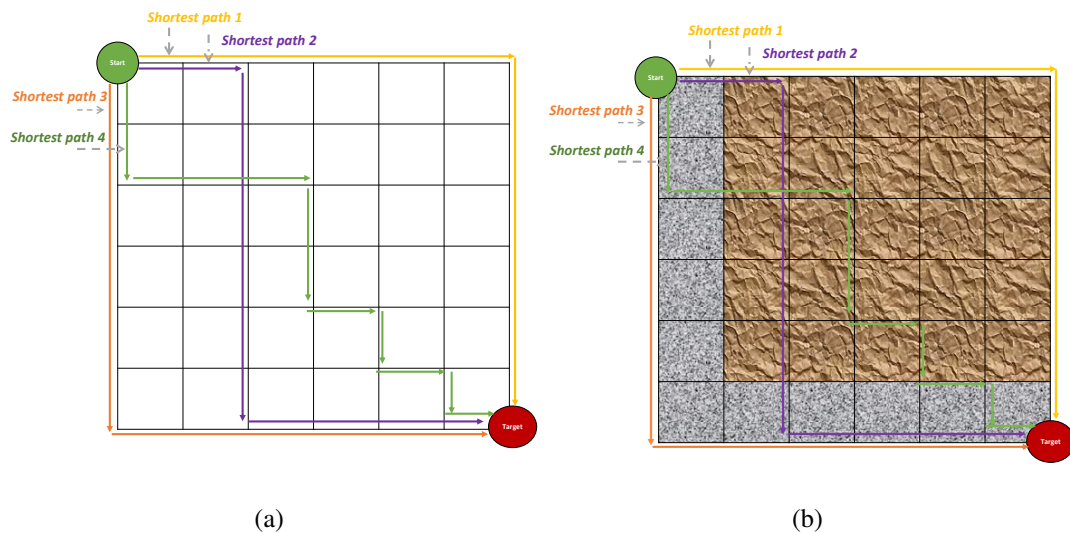 Shortest path 1
Shortest path 2
Start
Shortest path 3
Shortest path 4
Target
(a)
Shortest path 1
Shortest path 2
Start
Shortest path 3
Shortest path 4
Target
(b)